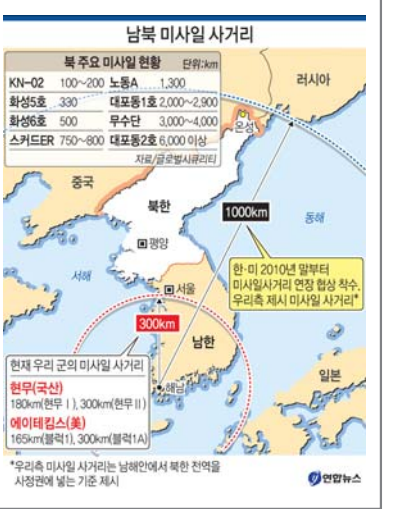 남북 미사일 사거리
북 주요 미사일 현황 단위:km
KN-02 100~200 노동A 1,300
화성5호 330 대포동1호 2,000~2,900
화성6호 500 무수단 3,000~4,000
스커드ER 750~800 대포동2호 6,000 이상
자료/글로벌시큐리티
러시아
온성
중국
북한
1000km
동해
평양
한·미 2010년 말부터
미사일사거리 연장 협상 착수.
우리측 제시 미사일 사거리*
서해
서울
300km
남한
현재 우리 군의 미사일 사거리
현무(국산)
180km(현무Ⅰ), 300km(현무Ⅱ)
에이테킴스(美)
165km(블럭1), 300km(블럭1A)
해남
일본
*우리측 미사일 사거리는 남해안에서 북한 전역을
사정권에 넣는 기준 제시
연합뉴스